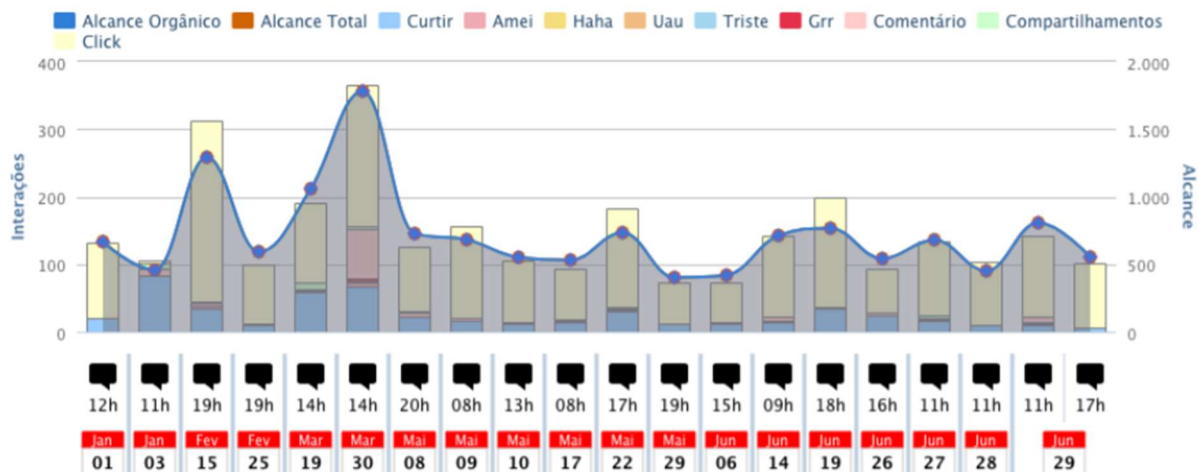 Alcance Orgânico Alcance Total Curtir Amei Haha Uau Triste Grr Comentário Compartilhamentos
Click
400 2.000
300 1.500
200 1.000
100 500
0 0
Interações
Alcance
12h 11h 19h 19h 14h 14h 20h 08h 13h 08h 17h 19h 15h 09h 18h 16h 11h 11h 11h 17h
Jan Jan Fev Fev Mar Mar Mai Mai Mai Mai Mai Mai Jun Jun Jun Jun Jun Jun Jun
01 03 15 25 19 30 08 09 10 17 22 29 06 14 19 26 27 28 29